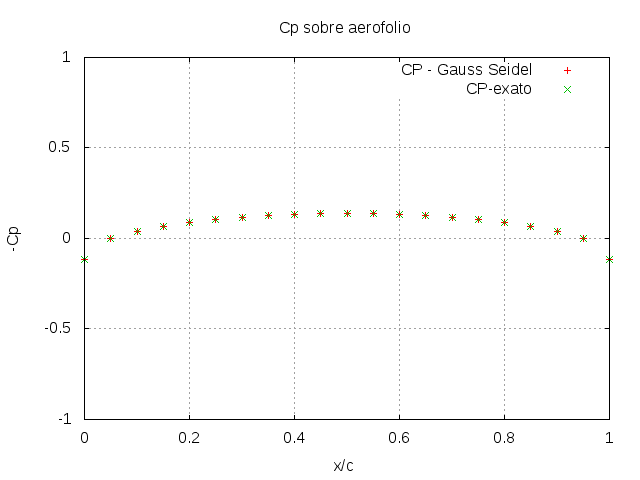 Cp sobre aerofolio
CP - Gauss Seidel
CP-exato
1
0.5
0
-0.5
-1
-Cp
0 0.2 0.4 0.6 0.8 1
x/c